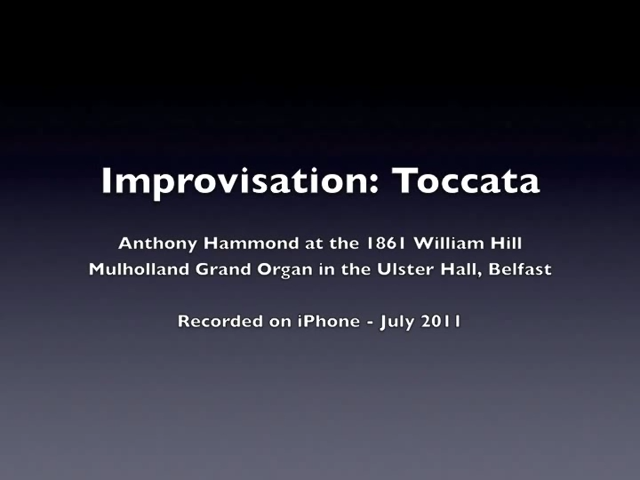 Improvisation: Toccata
Anthony Hammond at the 1861 William Hill
Mulholland Grand Organ in the Ulster Hall, Belfast
Recorded on iPhone - July 2011